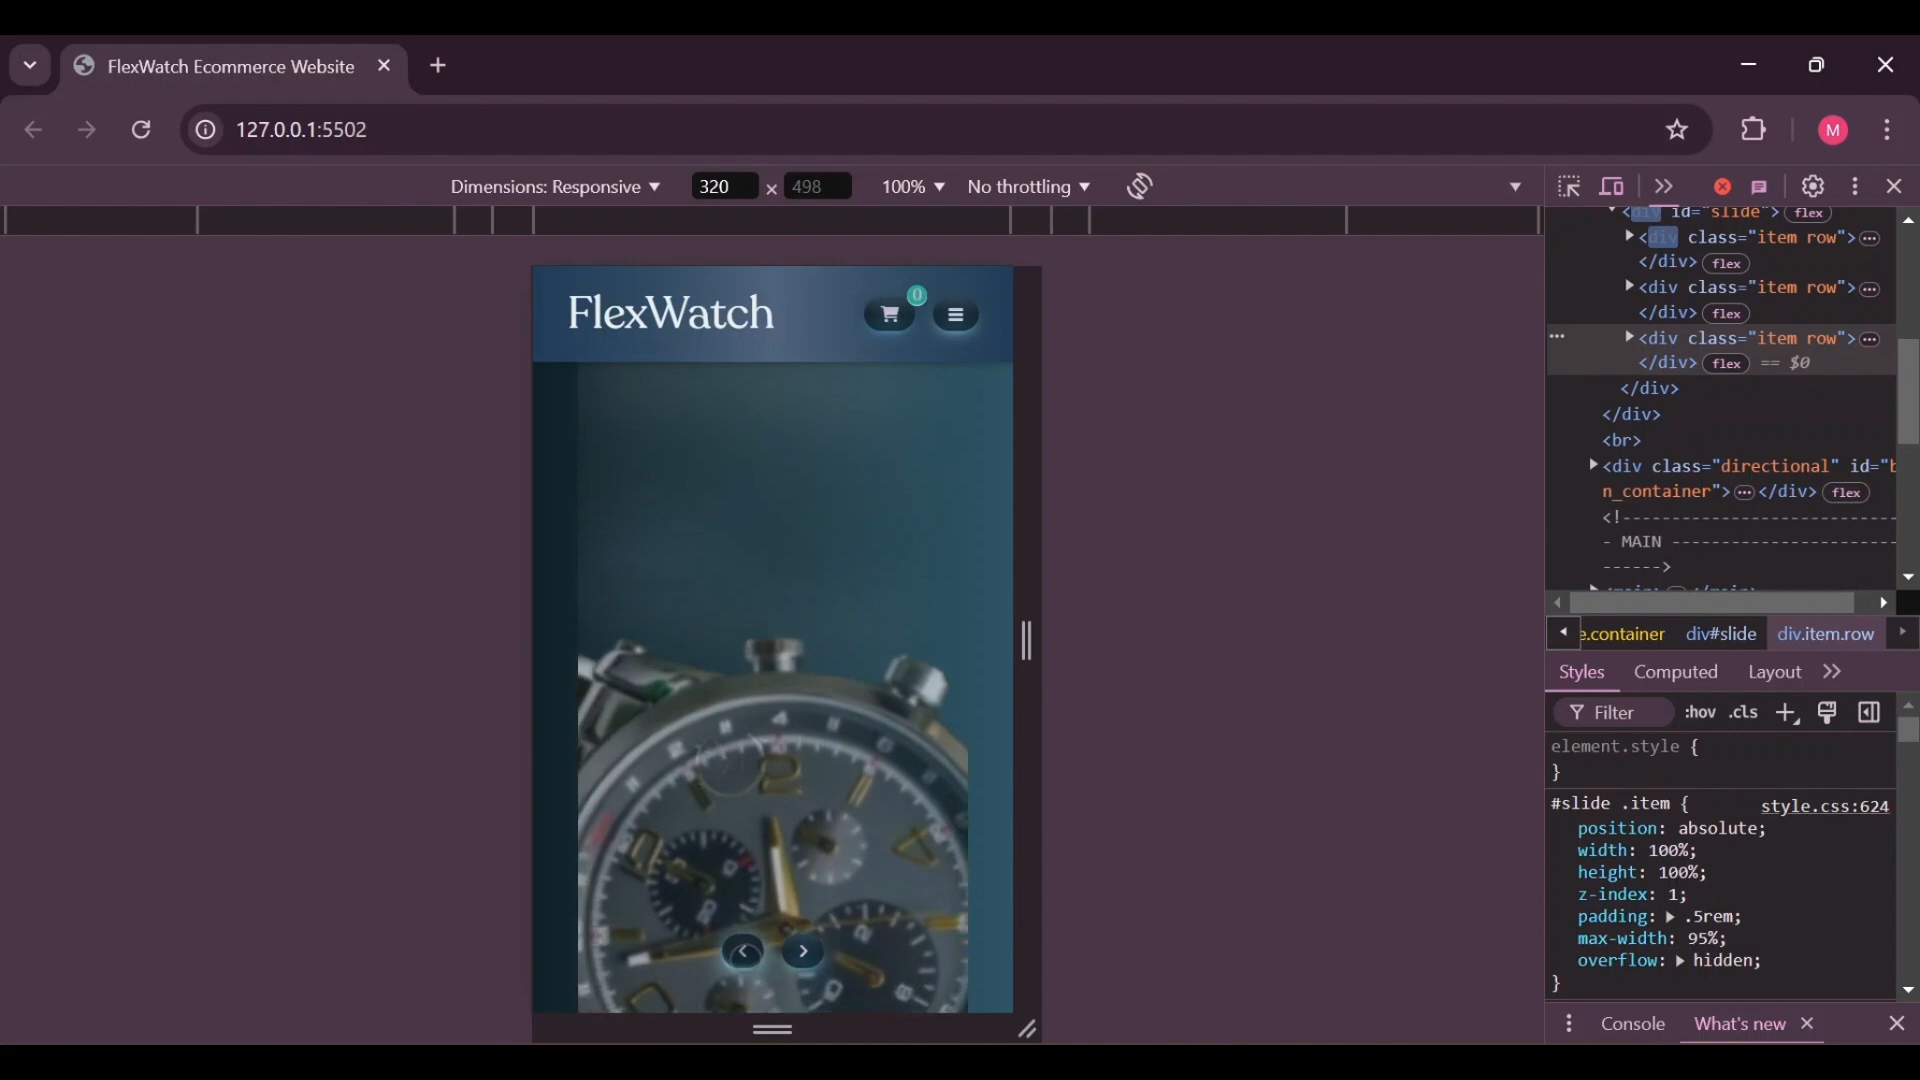 FlexWatch Ecommerce Website
127.0.0.1:5502
Dimensions: Responsive
320 × 498
100%
No throttling
M
FlexWatch
0
<div id="slide"> flex
<div class="item row"> …
</div> flex
<div class="item row"> …
</div> flex
… <div class="item row"> …
</div> flex == $0
</div>
</div>
<br>
<div class="directional" id="b
n_container"> … </div> flex
<!----------------------------
- MAIN -----------------------
------>
e.container div#slide div.item.row
Styles Computed Layout
Filter :hov .cls
element.style {
}
#slide .item { style.css:624
position: absolute;
width: 100%;
height: 100%;
z-index: 1;
padding: .5rem;
max-width: 95%;
overflow: hidden;
}
Console What's new